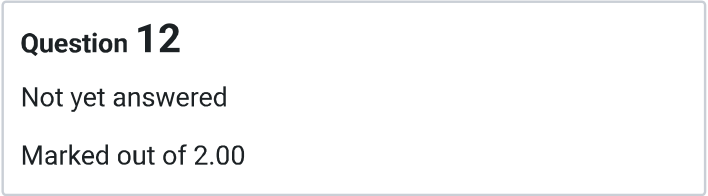 Question 12
Not yet answered
Marked out of 2.00